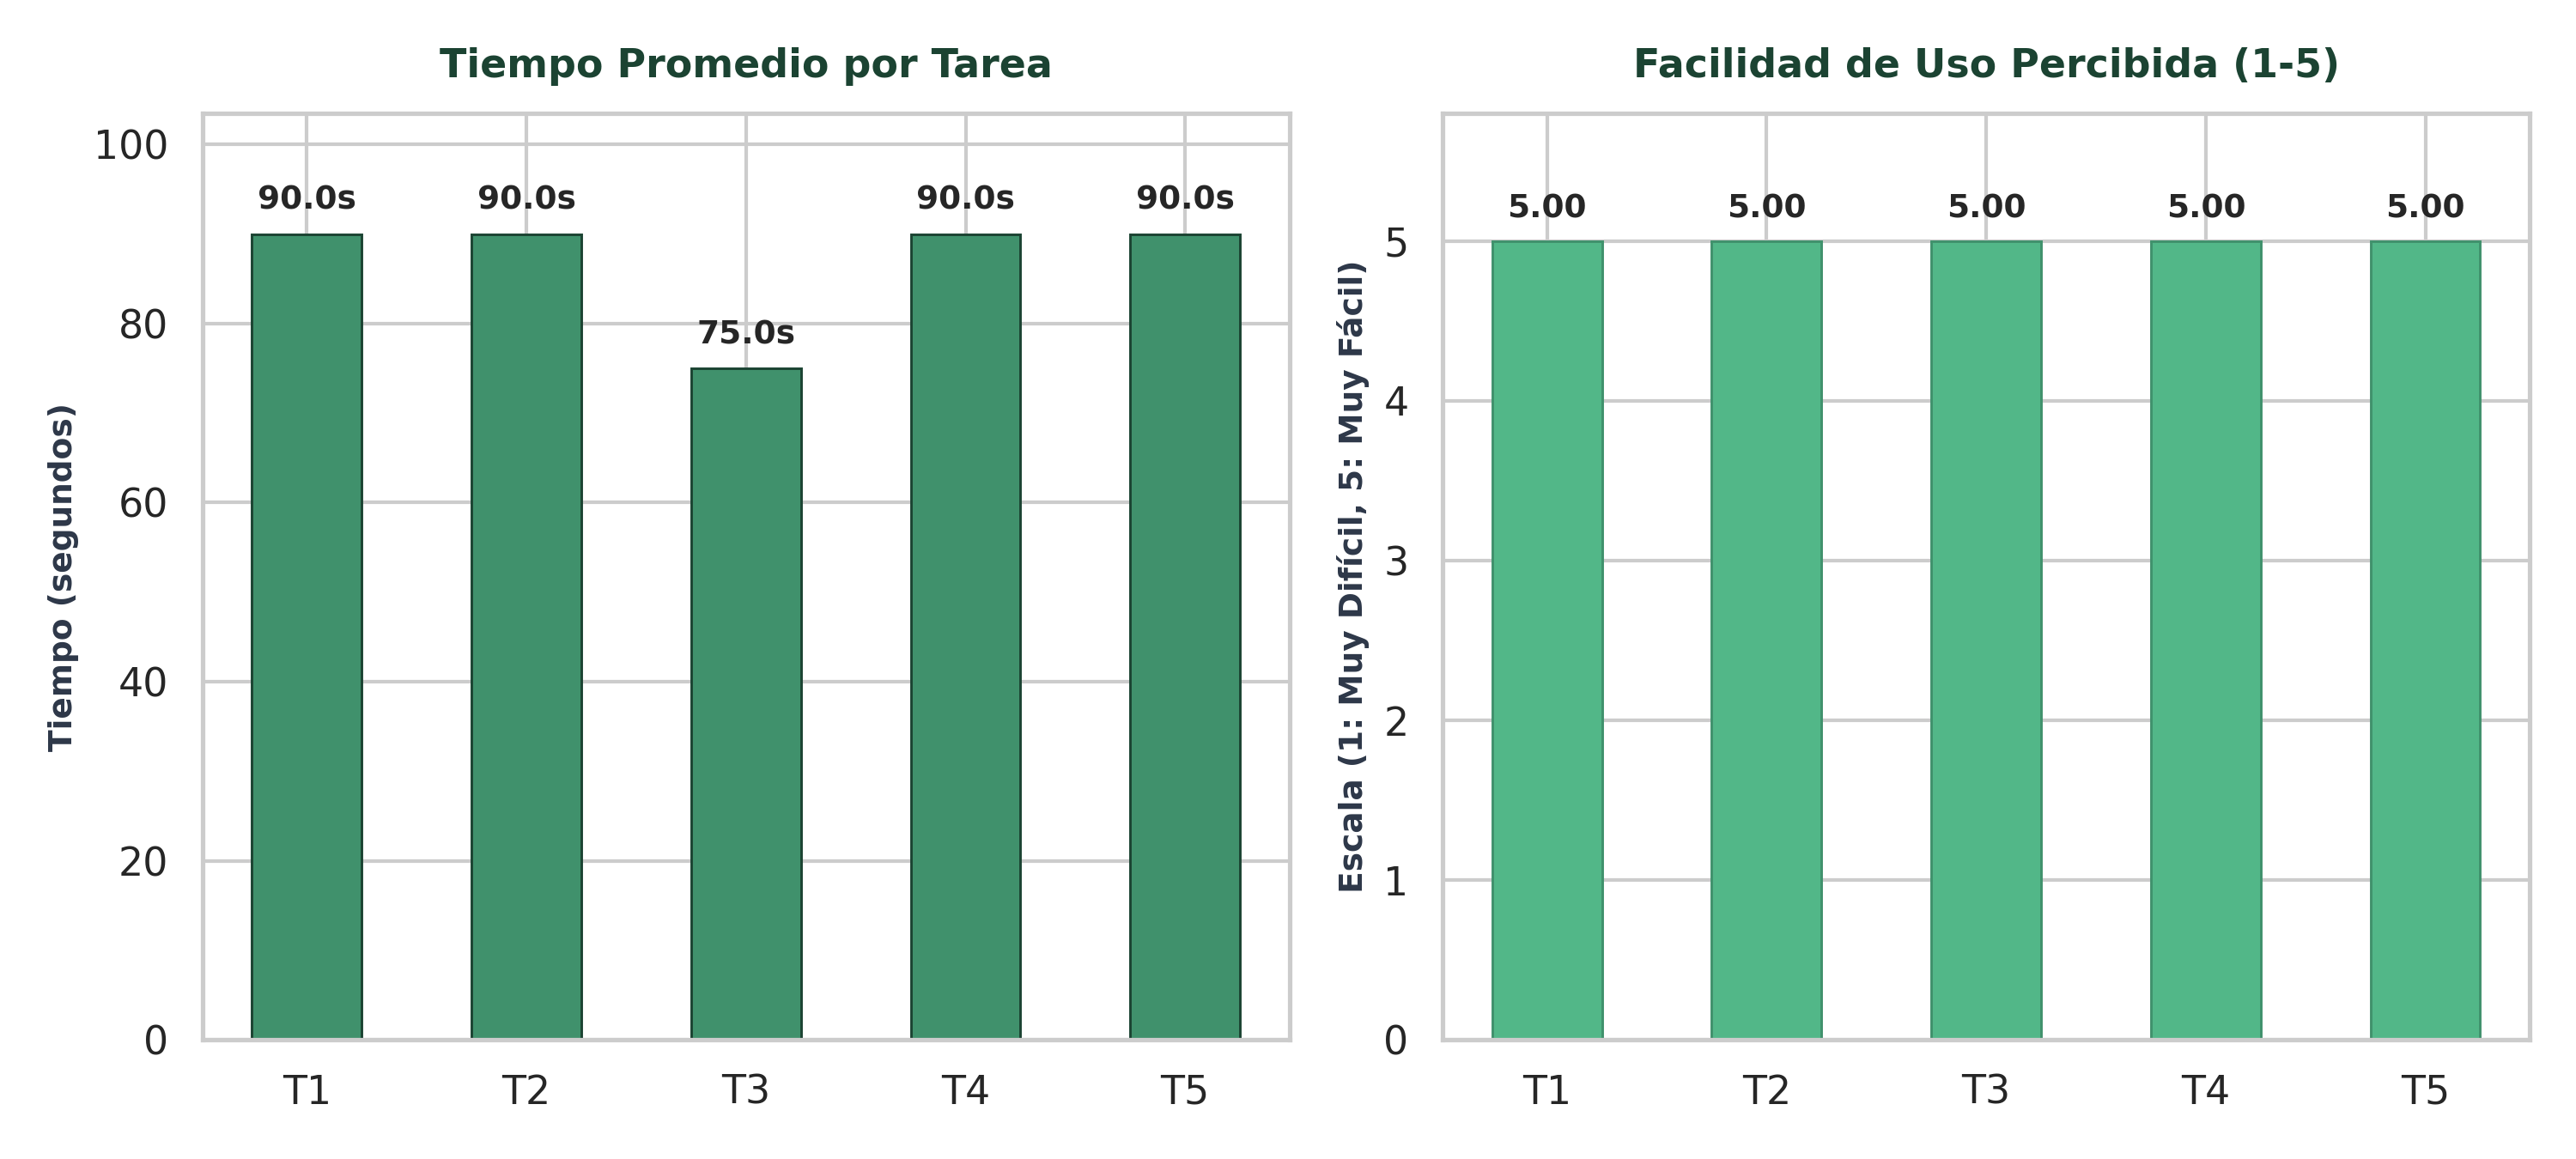 Tiempo Promedio por Tarea
Tiempo (segundos)
100
80
60
40
20
0
90.0s
90.0s
75.0s
90.0s
90.0s
T1
T2
T3
T4
T5
Facilidad de Uso Percibida (1-5)
Escala (1: Muy Difícil, 5: Muy Fácil)
5
4
3
2
1
0
5.00
5.00
5.00
5.00
5.00
T1
T2
T3
T4
T5